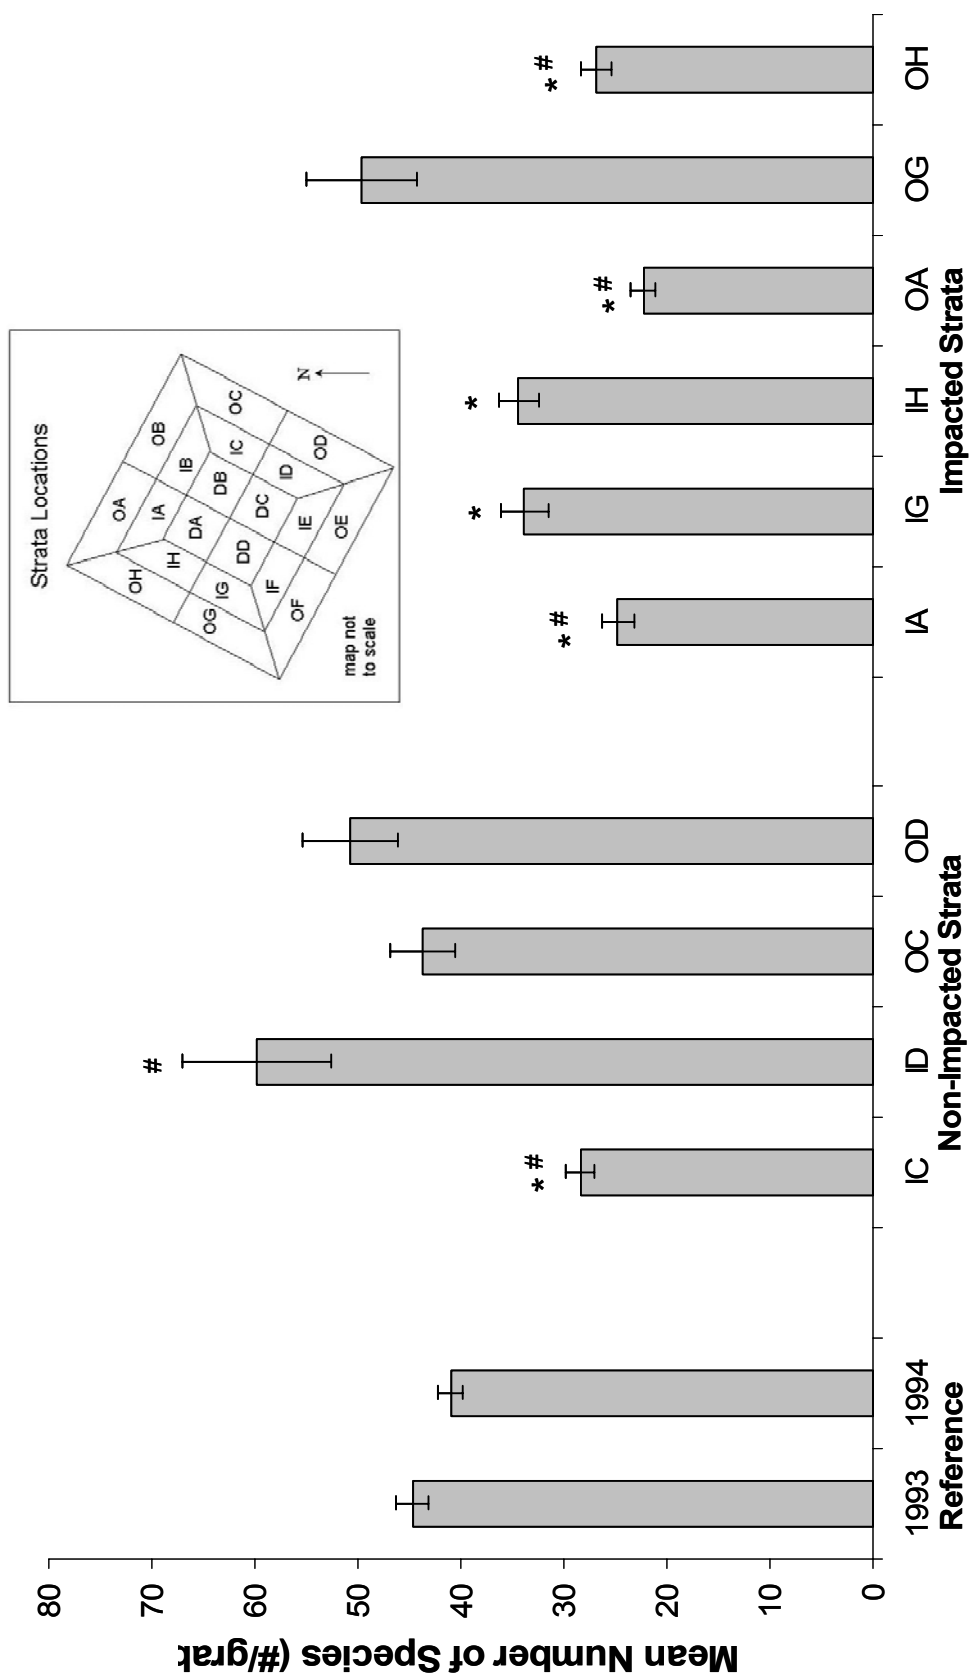 Mean Number of Species (#/grab
80
70
60
50
40
30
20
10
0
# 
* #
* #
*
*
* #
* #
1993 1994 IC ID OC OD IA IG IH OA OG OH
Reference Non-Impacted Strata Impacted Strata
Strata Locations
OA OB
OH IA IB
IH DA DB IC OC
OG IG DD DC ID OD
IF IE
OF OE
N
map not
to scale